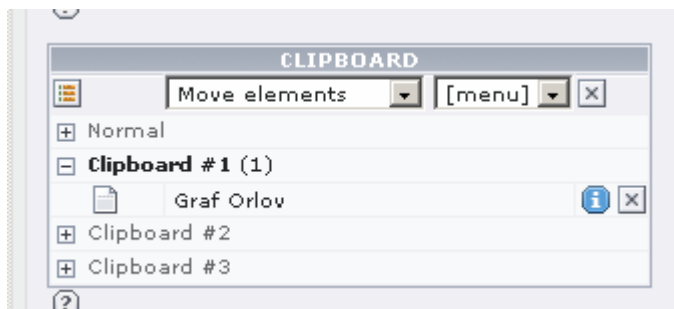 CLIPBOARD
Move elements [menu]
Normal
Clipboard #1 (1)
Graf Orlov
Clipboard #2
Clipboard #3
?